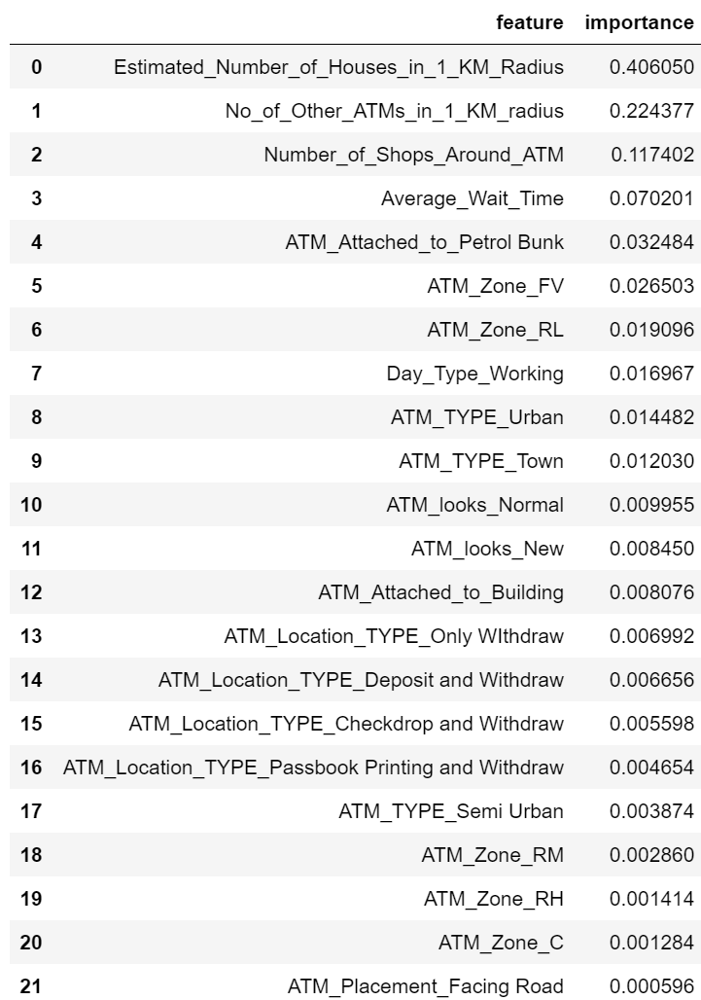 feature importance
0 Estimated_Number_of_Houses_in_1_KM_Radius 0.406050
1 No_of_Other_ATMs_in_1_KM_radius 0.224377
2 Number_of_Shops_Around_ATM 0.117402
3 Average_Wait_Time 0.070201
4 ATM_Attached_to_Petrol Bunk 0.032484
5 ATM_Zone_FV 0.026503
6 ATM_Zone_RL 0.019096
7 Day_Type_Working 0.016967
8 ATM_TYPE_Urban 0.014482
9 ATM_TYPE_Town 0.012030
10 ATM_looks_Normal 0.009955
11 ATM_looks_New 0.008450
12 ATM_Attached_to_Building 0.008076
13 ATM_Location_TYPE_Only WIthdraw 0.006992
14 ATM_Location_TYPE_Deposit and Withdraw 0.006656
15 ATM_Location_TYPE_Checkdrop and Withdraw 0.005598
16 ATM_Location_TYPE_Passbook Printing and Withdraw 0.004654
17 ATM_TYPE_Semi Urban 0.003874
18 ATM_Zone_RM 0.002860
19 ATM_Zone_RH 0.001414
20 ATM_Zone_C 0.001284
21 ATM_Placement_Facing Road 0.000596